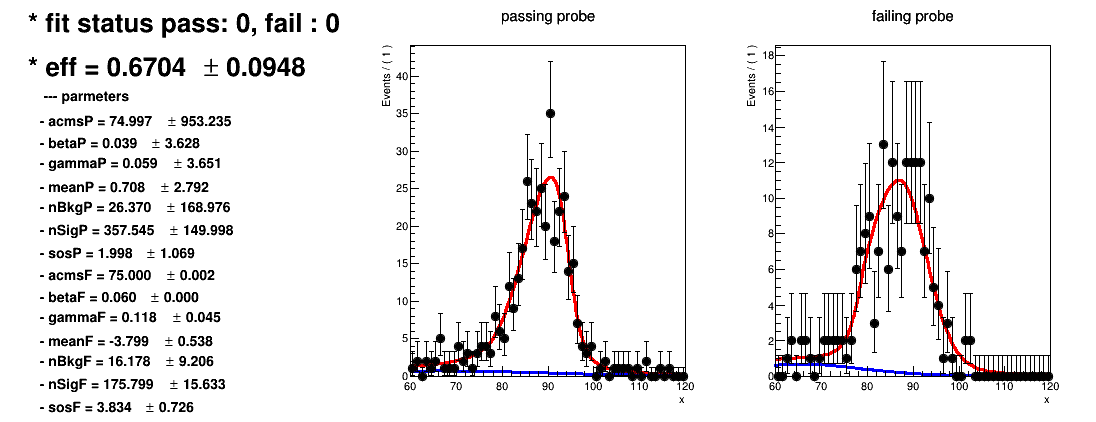 * fit status pass: 0, fail : 0
* eff = 0.6704 ± 0.0948
--- parmeters
- acmsP = 74.997 ± 953.235
- betaP = 0.039 ± 3.628
- gammaP = 0.059 ± 3.651
- meanP = 0.708 ± 2.792
- nBkgP = 26.370 ± 168.976
- nSigP = 357.545 ± 149.998
- sosP = 1.998 ± 1.069
- acmsF = 75.000 ± 0.002
- betaF = 0.060 ± 0.000
- gammaF = 0.118 ± 0.045
- meanF = -3.799 ± 0.538
- nBkgF = 16.178 ± 9.206
- nSigF = 175.799 ± 15.633
- sosF = 3.834 ± 0.726
passing probe
Events / ( 1 )
40
35
30
25
20
15
10
5
0
60 70 80 90 100 110 120
x
failing probe
Events / ( 1 )
18
16
14
12
10
8
6
4
2
0
60 70 80 90 100 110 120
x